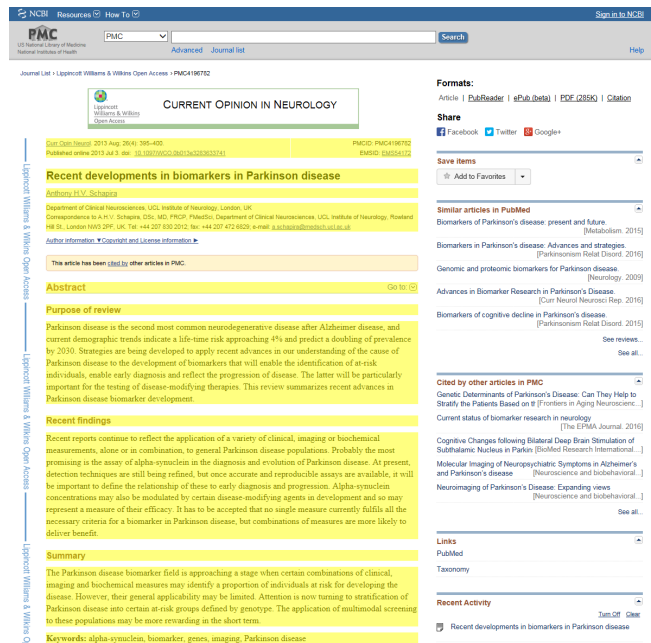 NCBI Resources How To Sign in to NCBI
PMC
US National Library of Medicine
National Institutes of Health
PMC
Search
Advanced Journal list
Help
Journal List > Lippincott Williams & Wilkins Open Access > PMC4196782
Lippincott
Williams & Wilkins
Open Access
CURRENT OPINION IN NEUROLOGY
Curr Open Neurol. 2013 Aug; 26(4): 395–400.
Published online 2013 Jul 3. doi: 10.1097/WCO.0b013e3283633741
PMCID: PMC4196782
EMSID: EMS54172
Recent developments in biomarkers in Parkinson disease
Anthony H.V. Schapira
Department of Clinical Neurosciences, UCL Institute of Neurology, London, UK
Correspondence to A.H.V. Schapira, DSc, MD, FRCP, FMedSci, Department of Clinical Neurosciences, UCL Institute of Neurology, Rowland
Hill St., London NW3 2PF, UK. Tel: +44 207 830 2012; fax: +44 207 472 6829; e-mail: a.schapira@medsch.ucl.ac.uk
Author information ▼ Copyright and License information ►
This article has been cited by other articles in PMC.
Abstract
Go to:
Purpose of review
Parkinson disease is the second most common neurodegenerative disease after Alzheimer disease, and
current demographic trends indicate a life-time risk approaching 4% and predict a doubling of prevalence
by 2030. Strategies are being developed to apply recent advances in our understanding of the cause of
Parkinson disease to the development of biomarkers that will enable the identification of at-risk
individuals, enable early diagnosis and reflect the progression of disease. The latter will be particularly
important for the testing of disease-modifying therapies. This review summarizes recent advances in
Parkinson disease biomarker development.
Recent findings
Recent reports continue to reflect the application of a variety of clinical, imaging or biochemical
measurements, alone or in combination, to general Parkinson disease populations. Probably the most
promising is the assay of alpha-synuclein in the diagnosis and evolution of Parkinson disease. At present,
detection techniques are still being refined, but once accurate and reproducible assays are available, it will
be important to define the relationship of these to early diagnosis and progression. Alpha-synuclein
concentrations may also be modulated by certain disease-modifying agents in development and so may
represent a measure of their efficacy. It has to be accepted that no single measure currently fulfils all the
necessary criteria for a biomarker in Parkinson disease, but combinations of measures are more likely to
deliver benefit.
Summary
The Parkinson disease biomarker field is approaching a stage when certain combinations of clinical,
imaging and biochemical measures may identify a proportion of individuals at risk for developing the
disease. However, their general applicability may be limited. Attention is now turning to stratification of
Parkinson disease into certain at-risk groups defined by genotype. The application of multimodal screening
to these populations may be more rewarding in the short term.
Keywords: alpha-synuclein, biomarker, genes, imaging, Parkinson disease
Lippincott Williams & Wilkins Open Access
Lippincott Williams & Wilkins Open Access
Lippincott Williams & Wilkins O
Formats:
Article | PubReader | ePub (beta) | PDF (285K) | Citation
Share
Facebook Twitter Google+
Save items
Add to Favorites
Similar articles in PubMed
Biomarkers of Parkinson's disease: present and future.
[Metabolism. 2015]
Biomarkers in Parkinson's disease: Advances and strategies.
[Parkinsonism Relat Disord. 2016]
Genomic and proteomic biomarkers for Parkinson disease.
[Neurology. 2009]
Advances in Biomarker Research in Parkinson's Disease.
[Curr Neurol Neurosci Rep. 2016]
Biomarkers of cognitive decline in Parkinson's disease.
[Parkinsonism Relat Disord. 2015]
See reviews...
See all...
Cited by other articles in PMC
Genetic Determinants of Parkinson's Disease: Can They Help to
Stratify the Patients Based on th [Frontiers in Aging Neuroscienc...]
Current status of biomarker research in neurology
[The EPMA Journal. 2016]
Cognitive Changes following Bilateral Deep Brain Stimulation of
Subthalamic Nucleus in Parkin [BioMed Research International....]
Molecular Imaging of Neuropsychiatric Symptoms in Alzheimer's
and Parkinson's disease [Neuroscience and biobehavioral...]
Neuroimaging of Parkinson's Disease: Expanding views
[Neuroscience and biobehavioral...]
See all...
Links
PubMed
Taxonomy
Recent Activity
Turn Off Clear
Recent developments in biomarkers in Parkinson disease